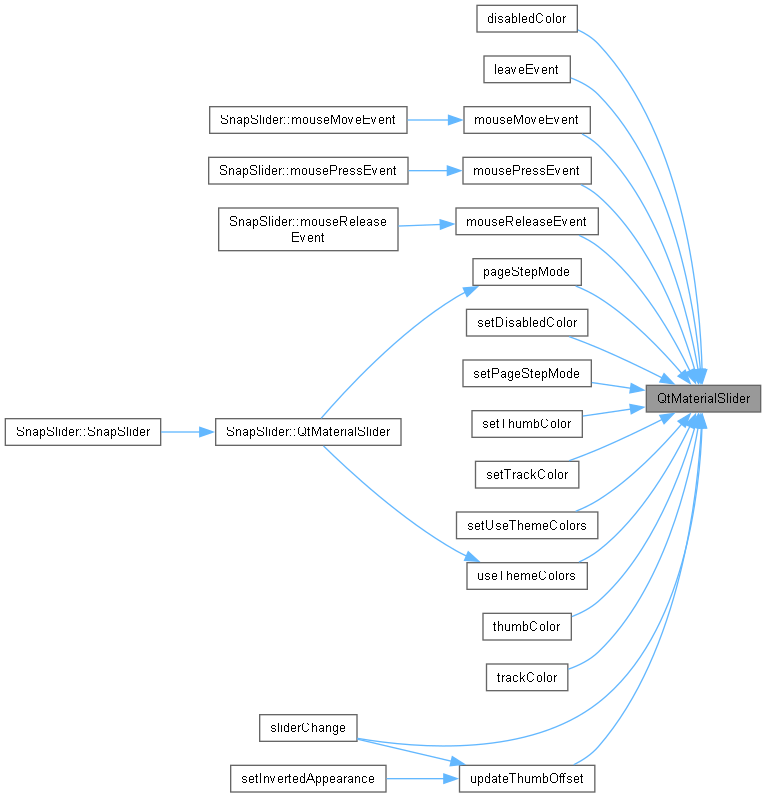 disabledColor
leaveEvent
SnapSlider::mouseMoveEvent
mouseMoveEvent
SnapSlider::mousePressEvent
mousePressEvent
SnapSlider::mouseRelease
Event
mouseReleaseEvent
pageStepMode
setDisabledColor
setPageStepMode
QtMaterialSlider
setThumbColor
SnapSlider::SnapSlider
SnapSlider::QtMaterialSlider
setTrackColor
setUseThemeColors
useThemeColors
thumbColor
trackColor
sliderChange
setInvertedAppearance
updateThumbOffset